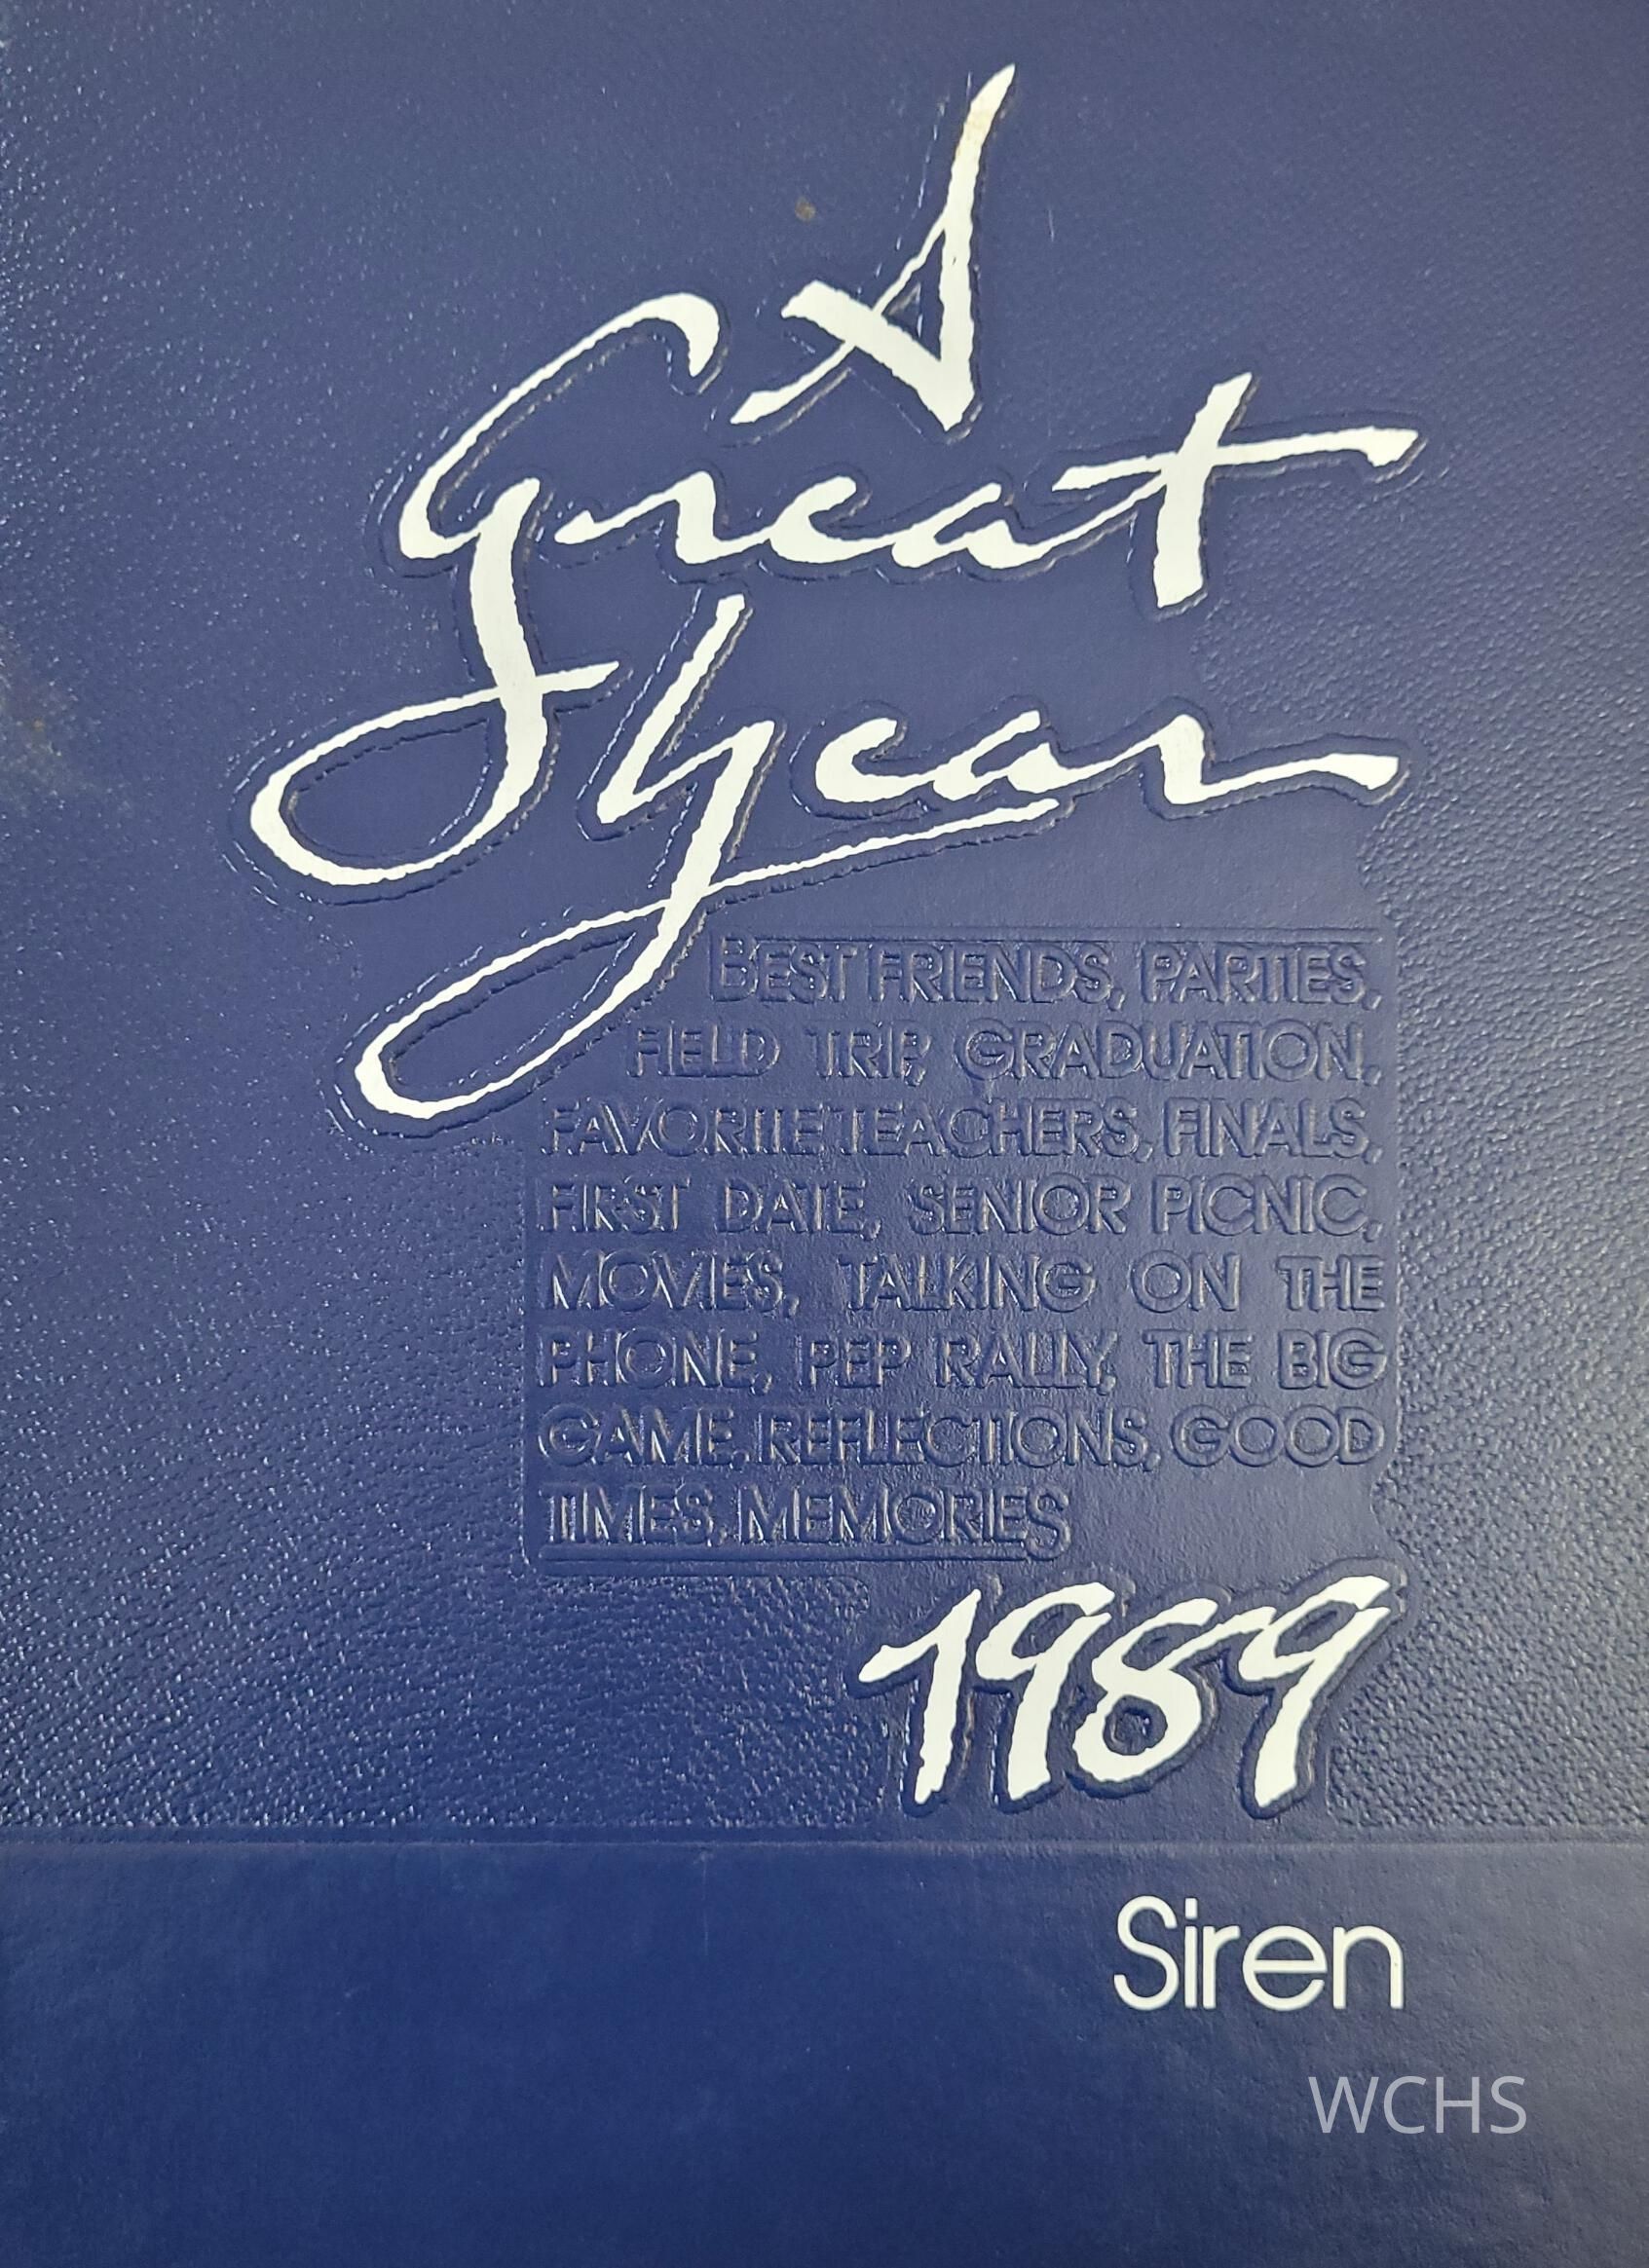 A
Great
Year
BEST FRIENDS, PARTIES,
FIELD TRIP, GRADUATION,
FAVORITE TEACHERS, FINALS,
FIRST DATE, SENIOR PICNIC,
MOVIES, TALKING ON THE
PHONE, PEP RALLY, THE BIG
GAME, REFLECTIONS, GOOD
TIMES, MEMORIES
1989
Siren
WCHS